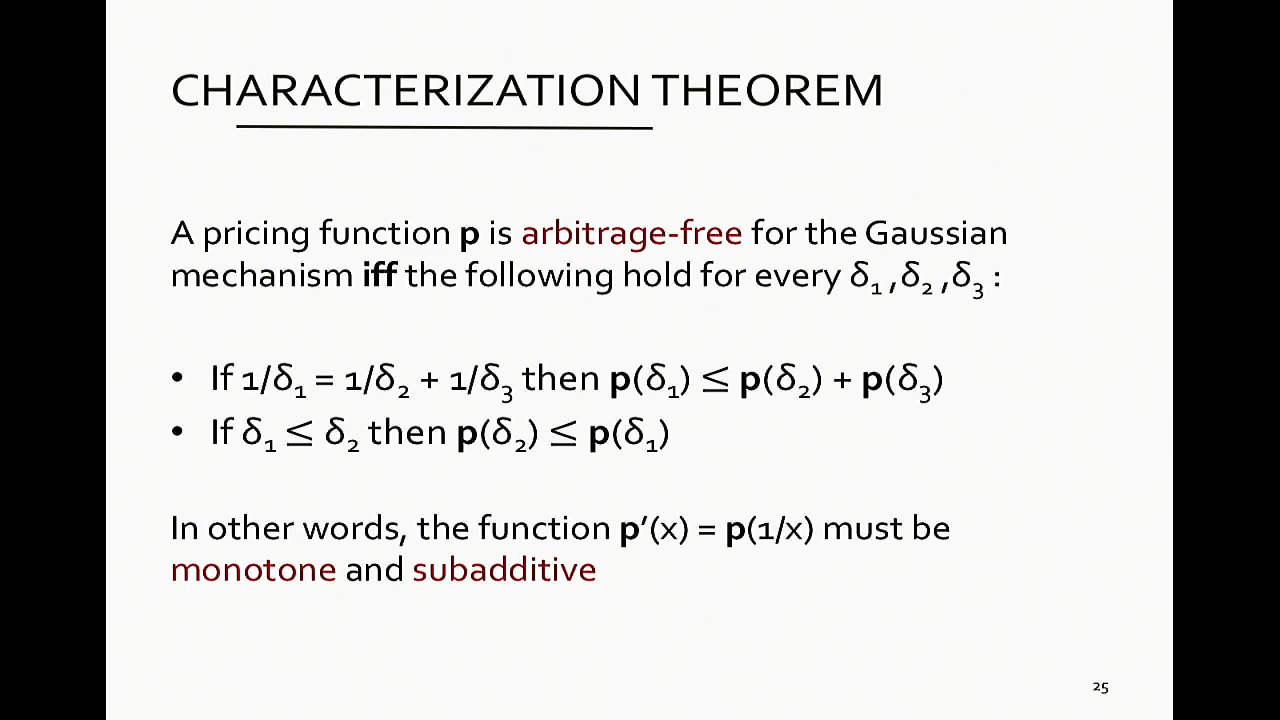 CHARACTERIZATION THEOREM
A pricing function p is arbitrage-free for the Gaussian
mechanism iff the following hold for every δ₁ ,δ₂ ,δ₃ :
• If 1/δ₁ = 1/δ₂ + 1/δ₃ then p(δ₁) ≤ p(δ₂) + p(δ₃)
• If δ₁ ≤ δ₂ then p(δ₂) ≤ p(δ₁)
In other words, the function p’(x) = p(1/x) must be
monotone and subadditive
25